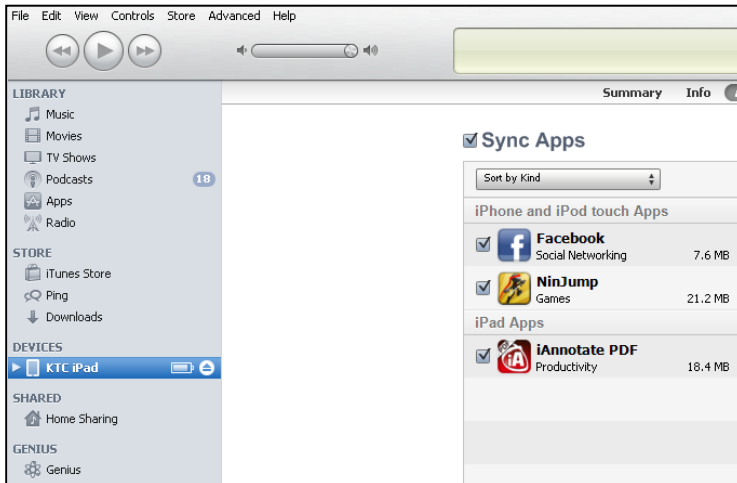 File Edit View Controls Store Advanced Help
LIBRARY
Music
Movies
TV Shows
Podcasts 18
Apps
Radio
STORE
iTunes Store
Ping
Downloads
DEVICES
KTC iPad
SHARED
Home Sharing
GENIUS
Genius
Summary Info
Sync Apps
Sort by Kind
iPhone and iPod touch Apps
Facebook
Social Networking 7.6 MB
NinJump
Games 21.2 MB
iPad Apps
iAnnotate PDF
Productivity 18.4 MB